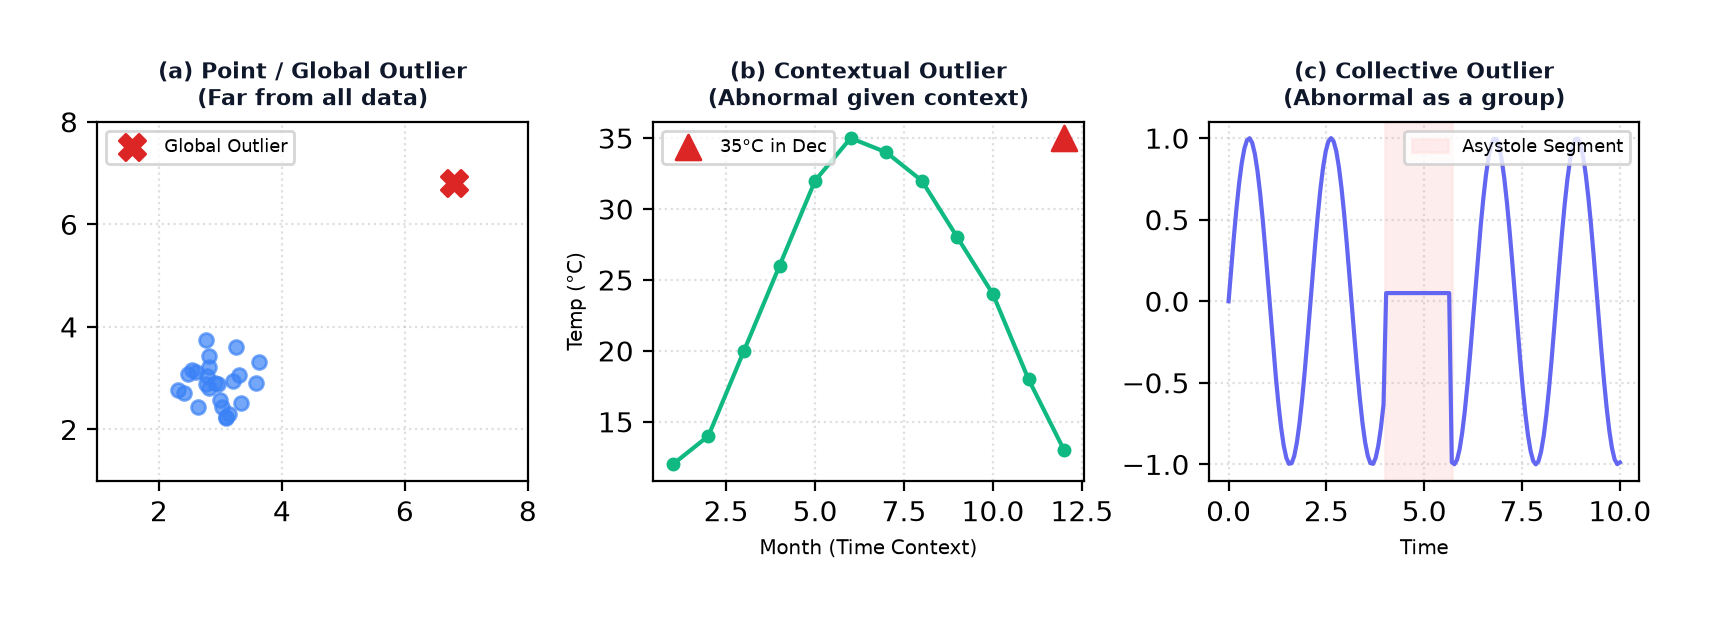 (a) Point / Global Outlier
(Far from all data)
8
6
4
2
2 4 6 8
Global Outlier
(b) Contextual Outlier
(Abnormal given context)
35
30
25
20
15
Temp (°C)
2.5 5.0 7.5 10.0 12.5
Month (Time Context)
35°C in Dec
(c) Collective Outlier
(Abnormal as a group)
1.0
0.5
0.0
−0.5
−1.0
0.0 2.5 5.0 7.5 10.0
Time
Asystole Segment